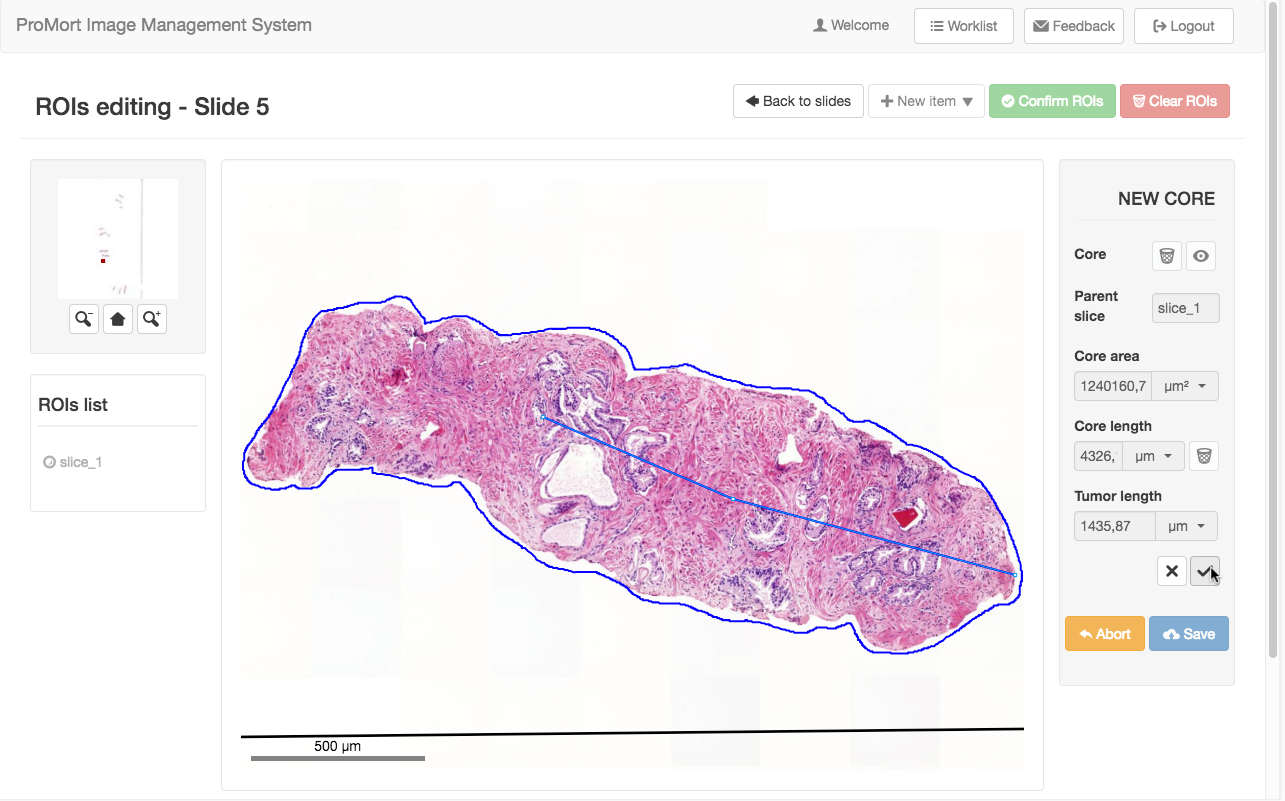 ProMort Image Management System
Welcome
Worklist
Feedback
Logout
ROIs editing - Slide 5
Back to slides
New item
Confirm ROIs
Clear ROIs
ROIs list
slice_1
500 µm
NEW CORE
Core
Parent
slice
slice_1
Core area
1240160,7
µm²
Core length
4326,
µm
Tumor length
1435,87
µm
Abort
Save